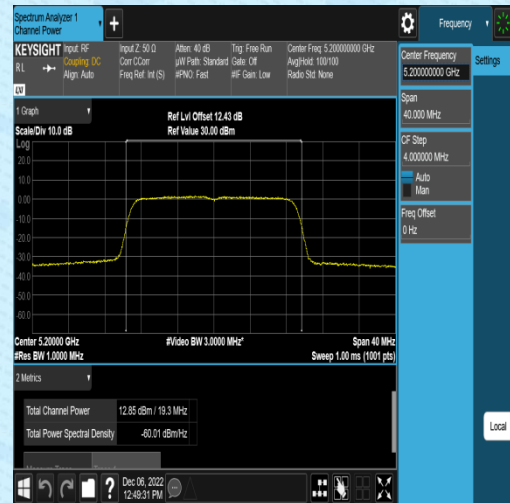 Spectrum Analyzer 1
Channel Power
Frequency
KEYSIGHT
RL
Input: RF
Coupling: DC
Align: Auto
Input Z: 50 Ω
Corr CCorr
Freq Ref: Int (S)
Atten: 40 dB
µW Path: Standard
#PNO: Fast
Trig: Free Run
Gate: Off
#IF Gain: Low
Center Freq: 5.200000000 GHz
Avg|Hold: 100/100
Radio Std: None
Center Frequency
5.200000000 GHz
Settings
Span
40.000 MHz
CF Step
4.000000 MHz
Auto
Man
Freq Offset
0 Hz
Local
1 Graph
Scale/Div 10.0 dB
Ref Lvl Offset 12.43 dB
Ref Value 30.00 dBm
Log
20.0
10.0
0.00
-10.0
-20.0
-30.0
-40.0
-50.0
-60.0
Center 5.20000 GHz
#Res BW 1.0000 MHz
#Video BW 3.0000 MHz*
Span 40 MHz
Sweep 1.00 ms (1001 pts)
2 Metrics
Total Channel Power 12.85 dBm / 19.3 MHz
Total Power Spectral Density -60.01 dBm/Hz
Dec 06, 2022
12:49:31 PM